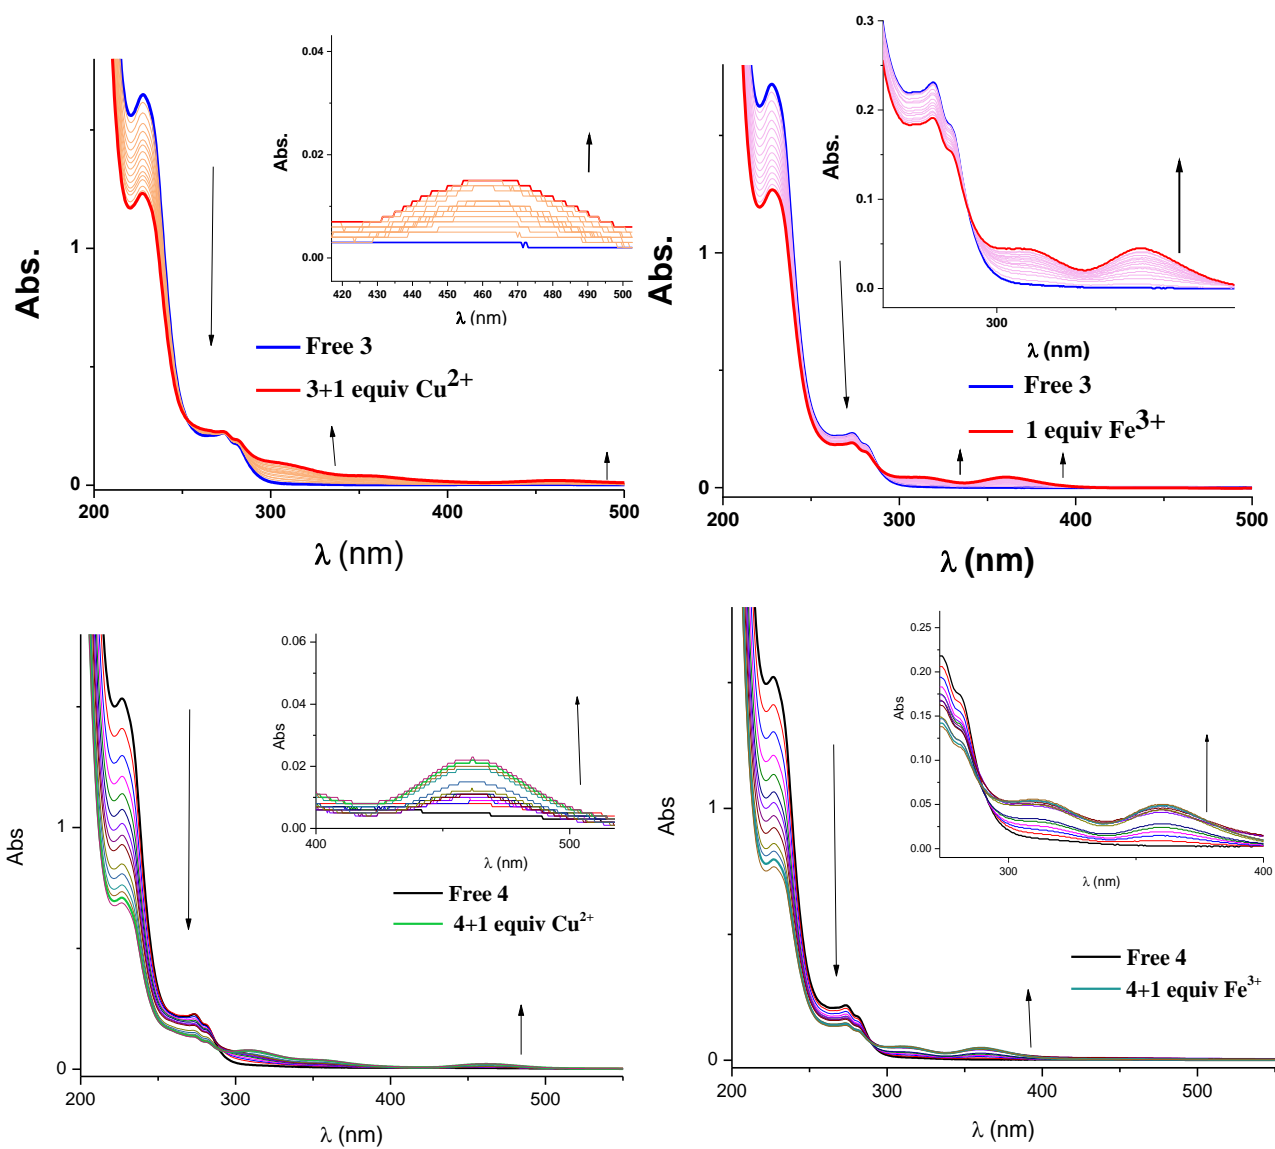 0.04
0.02
0.00
Abs.
420 430 440 450 460 470 480 490 500
λ (nm)
1
0
Abs.
Free 3
3+1 equiv Cu2+
200 300 400 500
λ (nm)
0.3
0.2
0.1
0.0
Abs.
300
λ (nm)
1
0
Abs.
Free 3
1 equiv Fe3+
200 300 400 500
λ (nm)
0.06
0.04
0.02
0.00
Abs
400 500
λ (nm)
1
0
Abs
Free 4
4+1 equiv Cu2+
200 300 400 500
λ (nm)
0.25
0.20
0.15
0.10
0.05
0.00
Abs
300 400
λ (nm)
1
0
Abs
Free 4
4+1 equiv Fe3+
200 300 400 500
λ (nm)